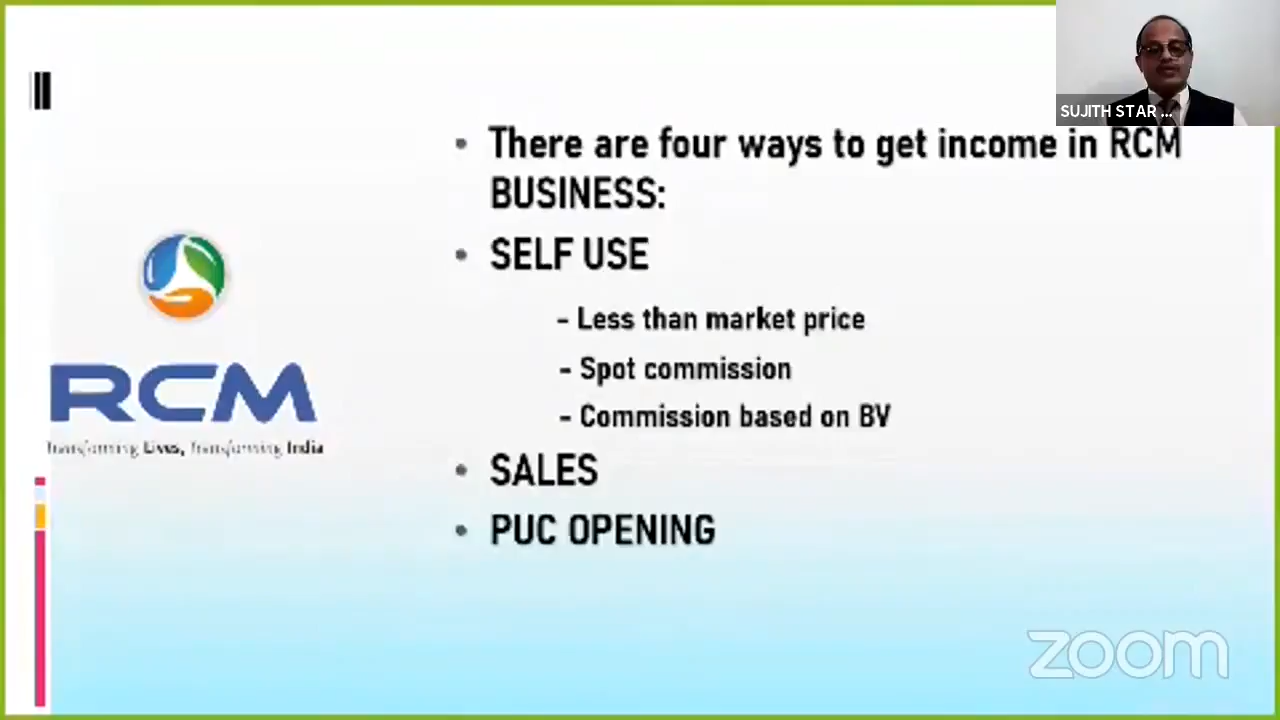 SUJITH STAR ...
• There are four ways to get income in RCM
BUSINESS:
• SELF USE
- Less than market price
- Spot commission
- Commission based on BV
• SALES
• PUC OPENING
RCM
Transforming Lives, Transforming India
zoom